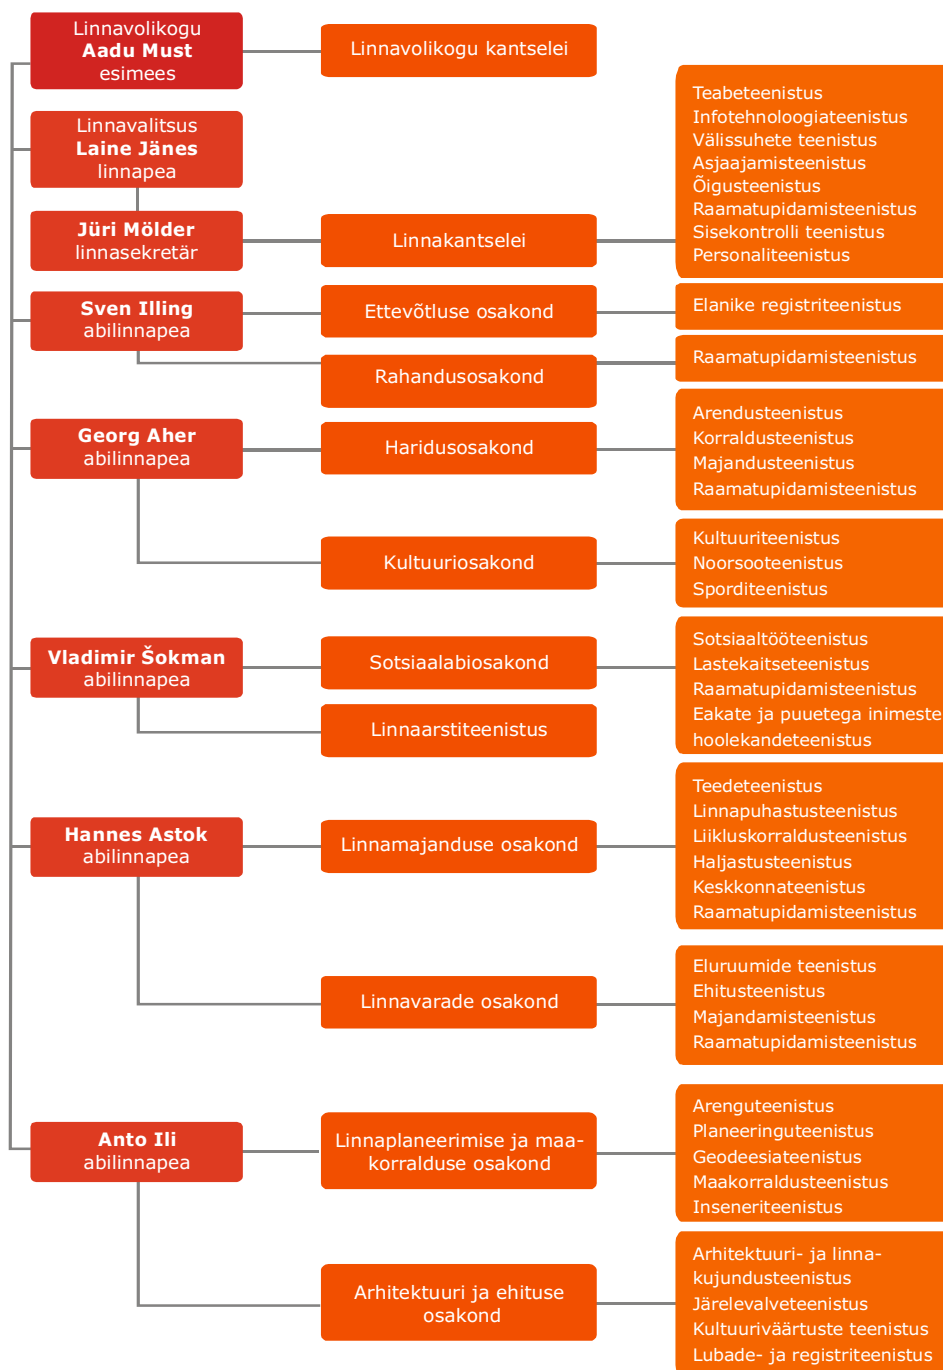 Linnavolikogu
Aadu Must
esimees
Linnavolikogu kantselei
Linnavalitsus
Laine Jänes
linnapea
Jüri Mölder
linnasekretär
Linnakantselei
Teabeteenistus
Infotehnoloogiateenistus
Välissuhete teenistus
Asjaajamisteenistus
Õigusteenistus
Raamatupidamisteenistus
Sisekontrolli teenistus
Personaliteenistus
Sven Illing
abilinnapea
Ettevõtluse osakond
Elanike registriteenistus
Rahandusosakond
Raamatupidamisteenistus
Georg Aher
abilinnapea
Haridusosakond
Arendusteenistus
Korraldusteenistus
Majandusteenistus
Raamatupidamisteenistus
Kultuuriosakond
Kultuuriteenistus
Noorsooteenistus
Sporditeenistus
Vladimir Šokman
abilinnapea
Sotsiaalabiosakond
Sotsiaaltööteenistus
Lastekaitseteenistus
Raamatupidamisteenistus
Eakate ja puuetega inimeste
hoolekandeteenistus
Linnaarstiteenistus
Hannes Astok
abilinnapea
Linnamajanduse osakond
Teedeteenistus
Linnapuhastusteenistus
Liikluskorraldusteenistus
Haljastusteenistus
Keskkonnateenistus
Raamatupidamisteenistus
Linnavarade osakond
Eluruumide teenistus
Ehitusteenistus
Majandamisteenistus
Raamatupidamisteenistus
Anto Ili
abilinnapea
Linnaplaneerimise ja maa-
korralduse osakond
Arenguteenistus
Planeeringuteenistus
Geodeesiateenistus
Maakorraldusteenistus
Inseneriteenistus
Arhitektuuri ja ehituse
osakond
Arhitektuuri- ja linna-
kujundusteenistus
Järelevalveteenistus
Kultuuriväärtuste teenistus
Lubade- ja registriteenistus